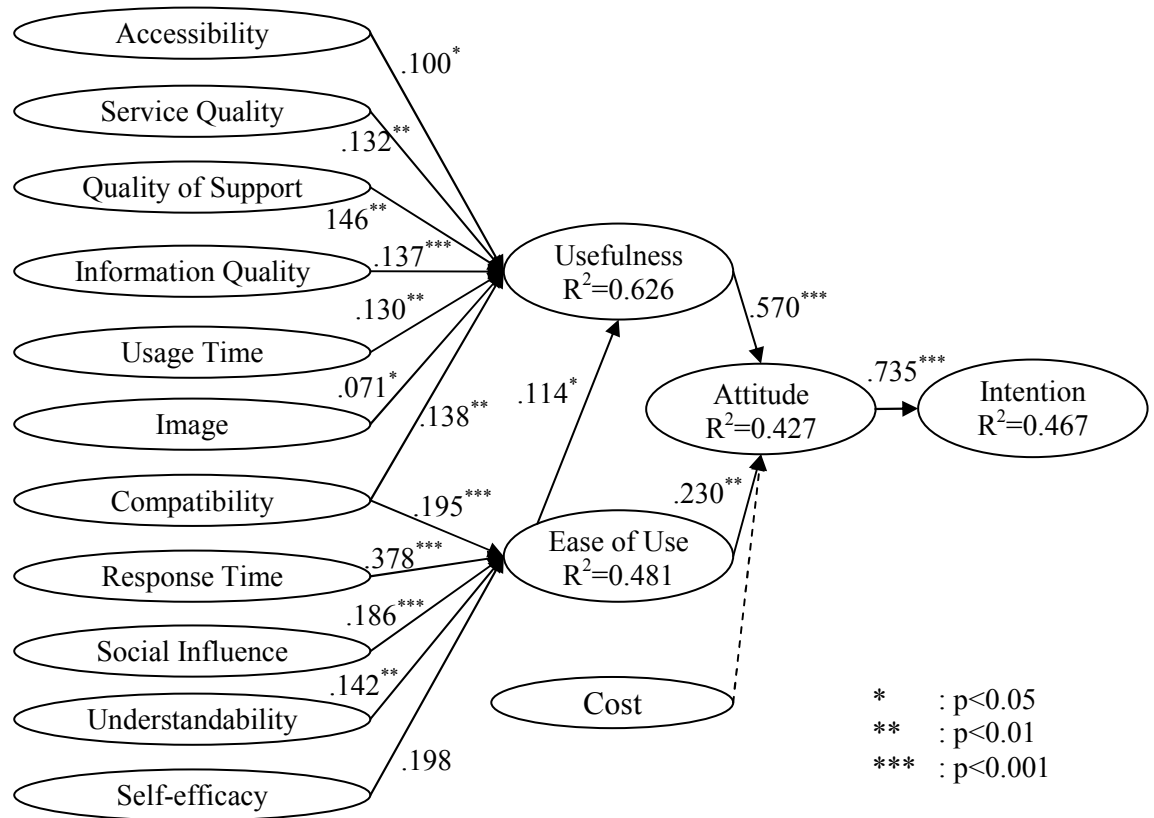 Accessibility
.100*
Service Quality
.132**
Quality of Support
146**
Information Quality
.137***
Usefulness
R²=0.626
.130**
.570***
Usage Time
.071*
.114*
.735***
Image
.138**
Attitude
R²=0.427
Intention
R²=0.467
Compatibility
.195***
.230**
Response Time
.378***
Ease of Use
R²=0.481
.186***
Social Influence
.142**
Understandability
Cost
.198
Self-efficacy
* : p<0.05
** : p<0.01
*** : p<0.001